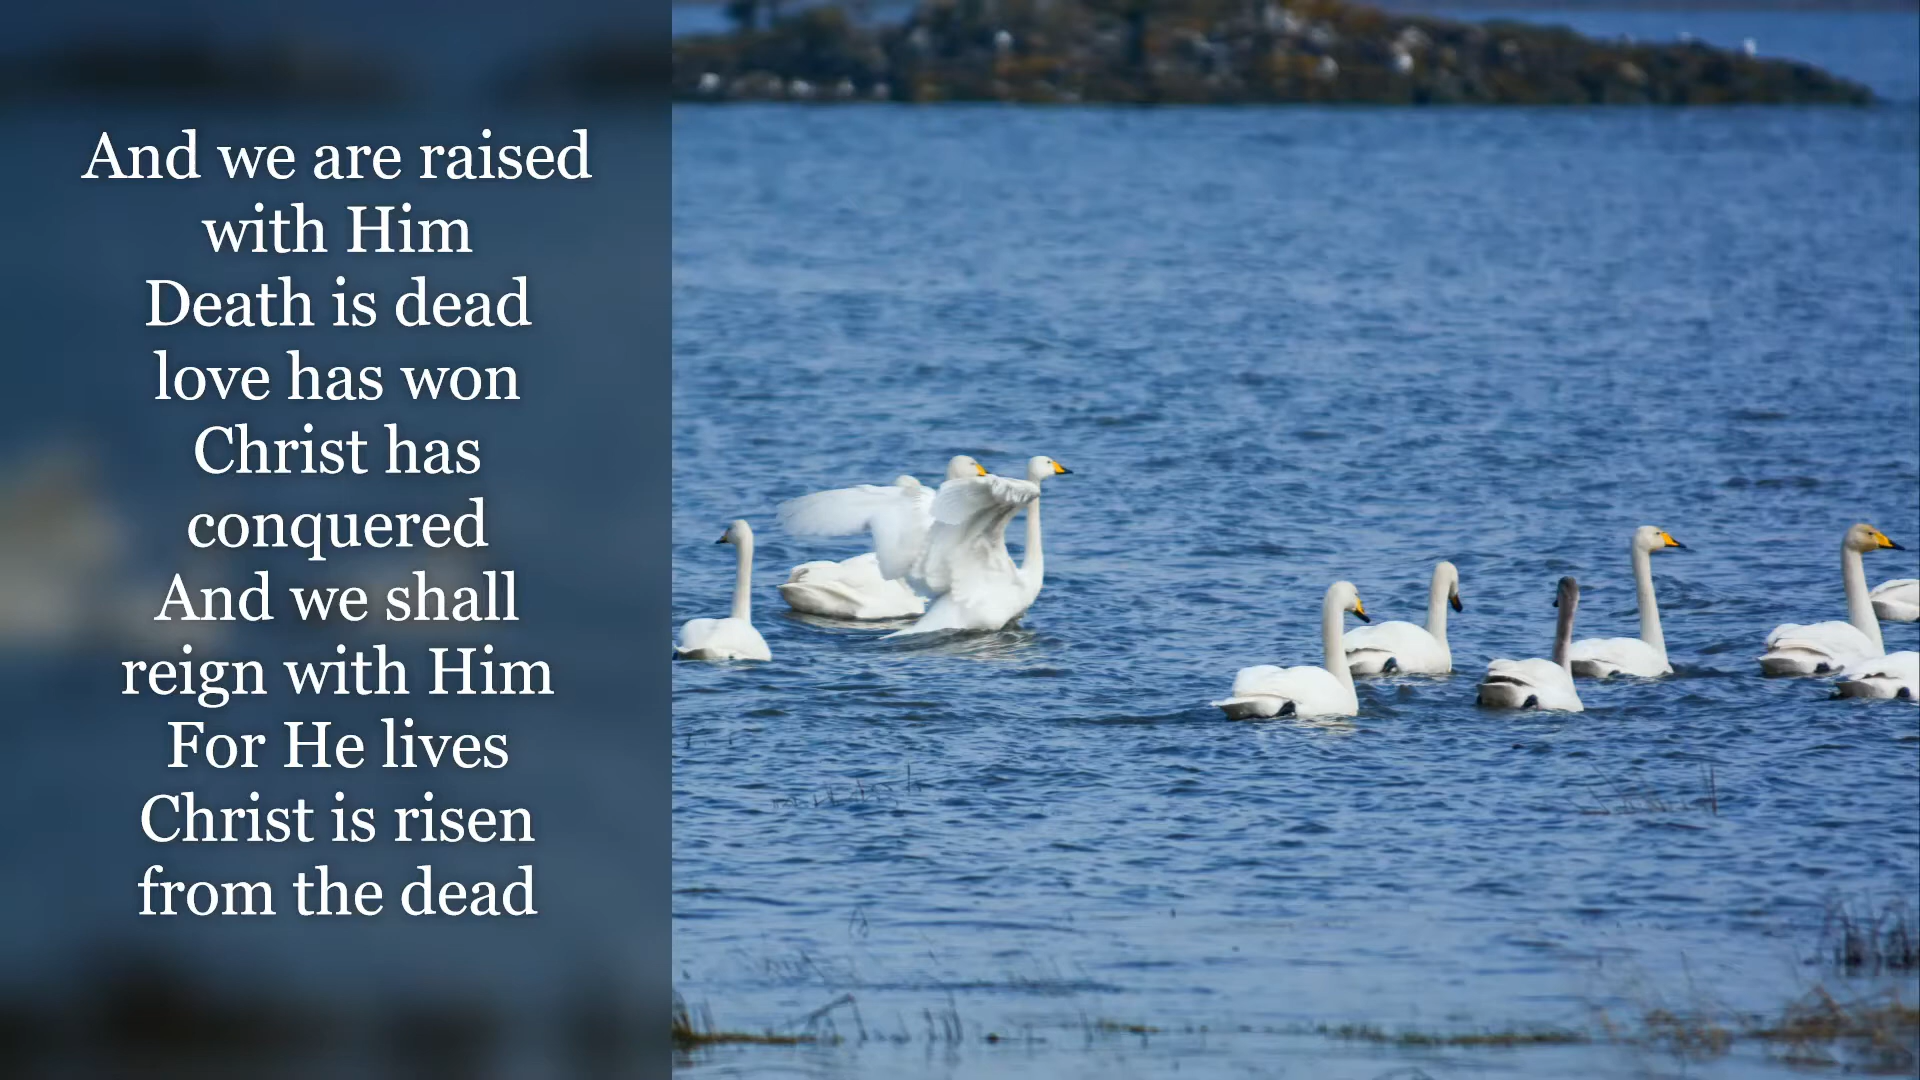 And we are raised
with Him
Death is dead
love has won
Christ has
conquered
And we shall
reign with Him
For He lives
Christ is risen
from the dead